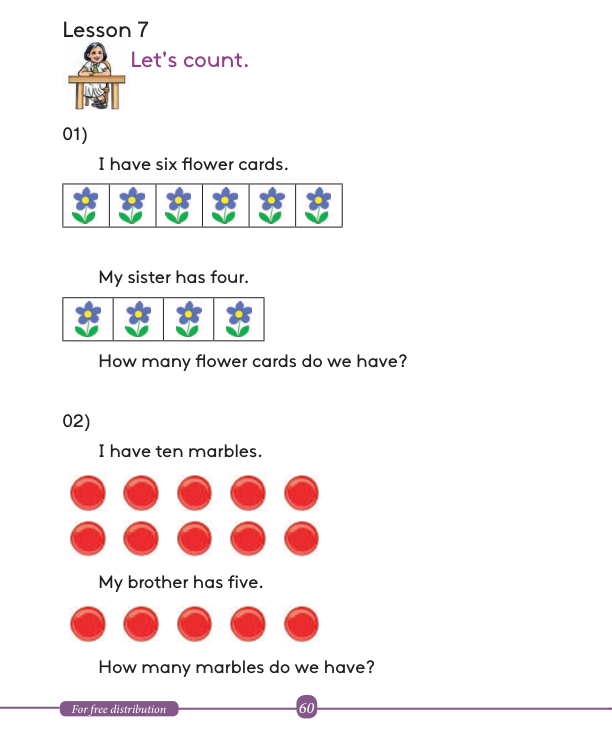 Lesson 7
Let's count.
01)
I have six flower cards.
My sister has four.
How many flower cards do we have?
02)
I have ten marbles.
My brother has five.
How many marbles do we have?
For free distribution
60